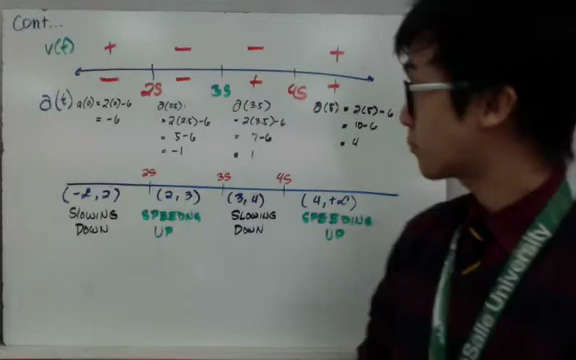 Cont...
v(t) + − − +
− 2s − 3s + 4s +
a(t) a(0)=2(0)-6
= -6
a(2.5):
=2(2.5)-6
= 5-6
= -1
a(3.5)
=2(3.5)-6
= 7-6
= 1
a(5) = 2(5)-6
= 10-6
= 4
2s 3s 4s
(-∞, 2) (2, 3) (3, 4) (4, +∞)
SLOWING DOWN
SPEEDING UP
SLOWING DOWN
SPEEDING UP
Salle University